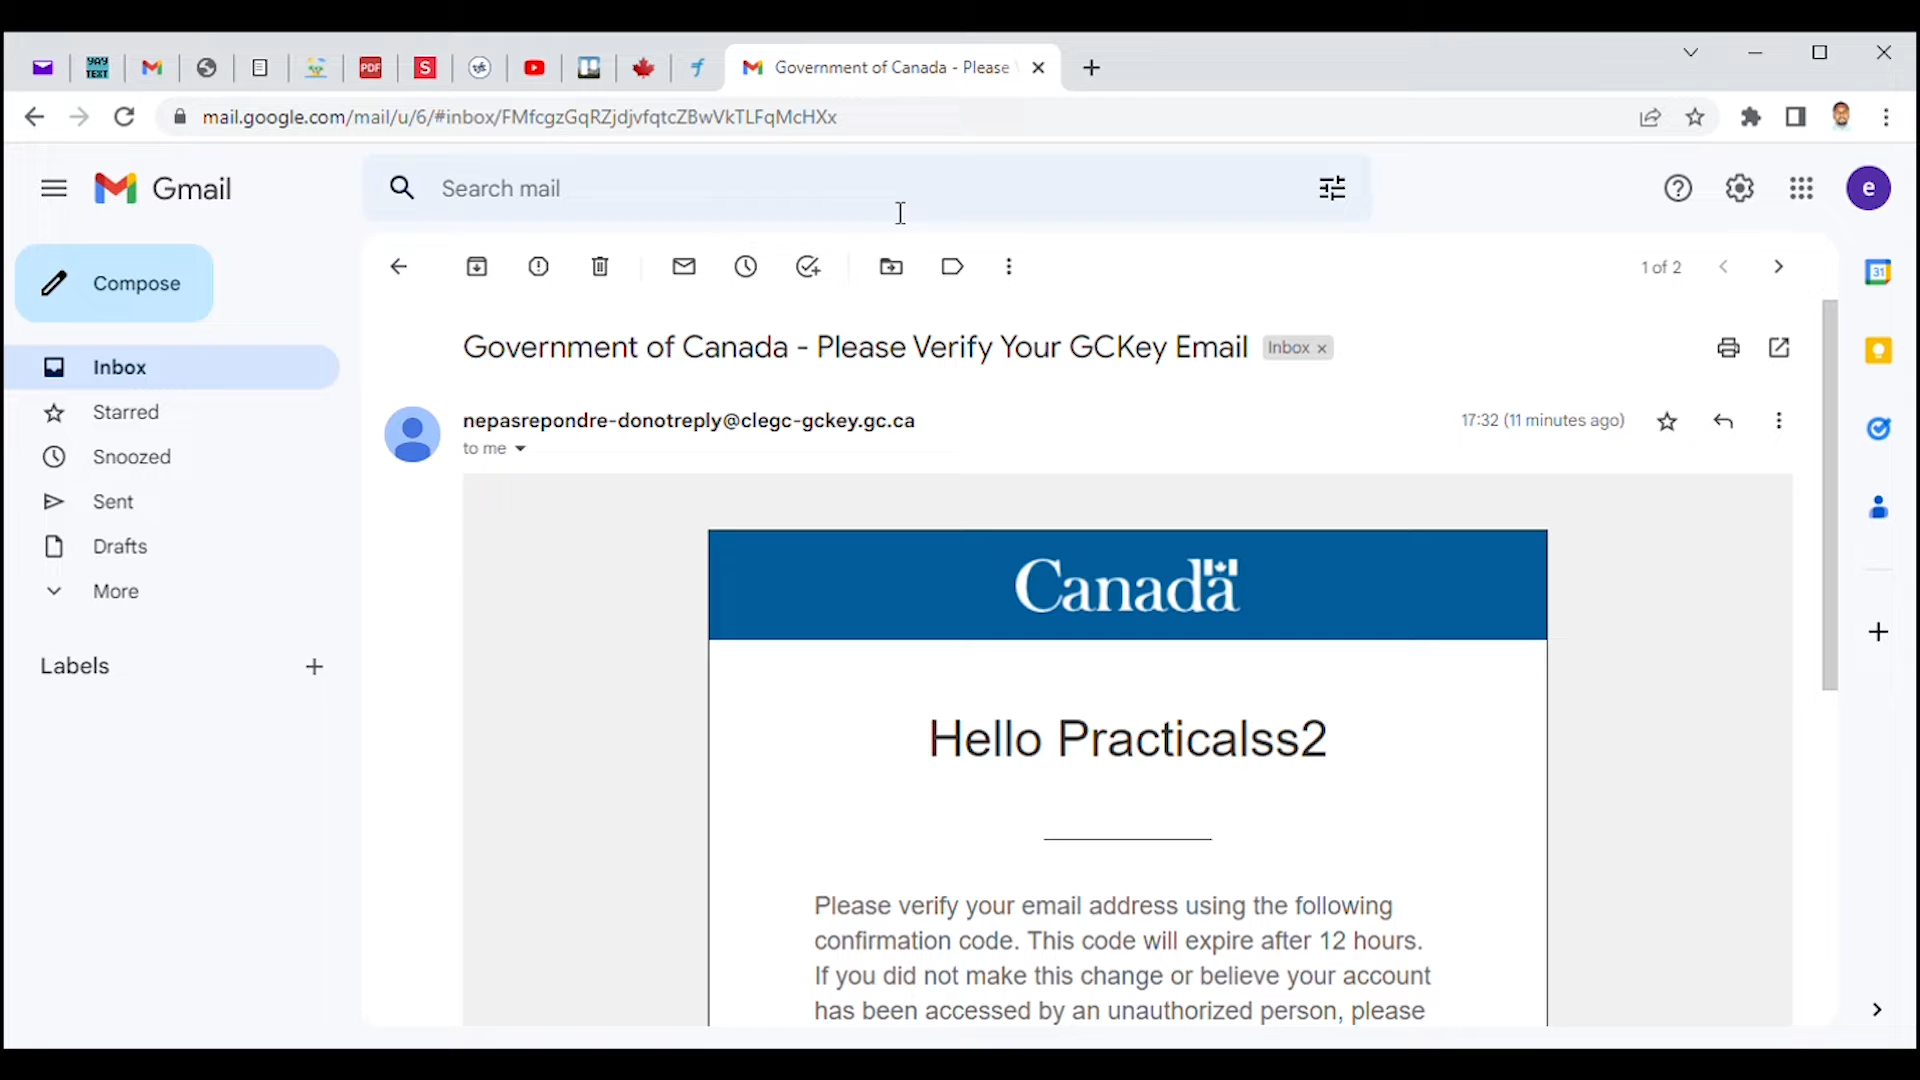 YAY
TEXT
PDF
S
Government of Canada - Please
mail.google.com/mail/u/6/#inbox/FMfcgzGqRZjdjvfqtcZBwVkTLFqMcHXx
Gmail
Search mail
e
Compose
1 of 2
31
Government of Canada - Please Verify Your GCKey Email
Inbox x
Inbox
Starred
Snoozed
Sent
Drafts
More
Labels
nepasrepondre-donotreply@clegc-gckey.gc.ca
17:32 (11 minutes ago)
to me
Canada
Hello Practicalss2
Please verify your email address using the following
confirmation code. This code will expire after 12 hours.
If you did not make this change or believe your account
has been accessed by an unauthorized person, please